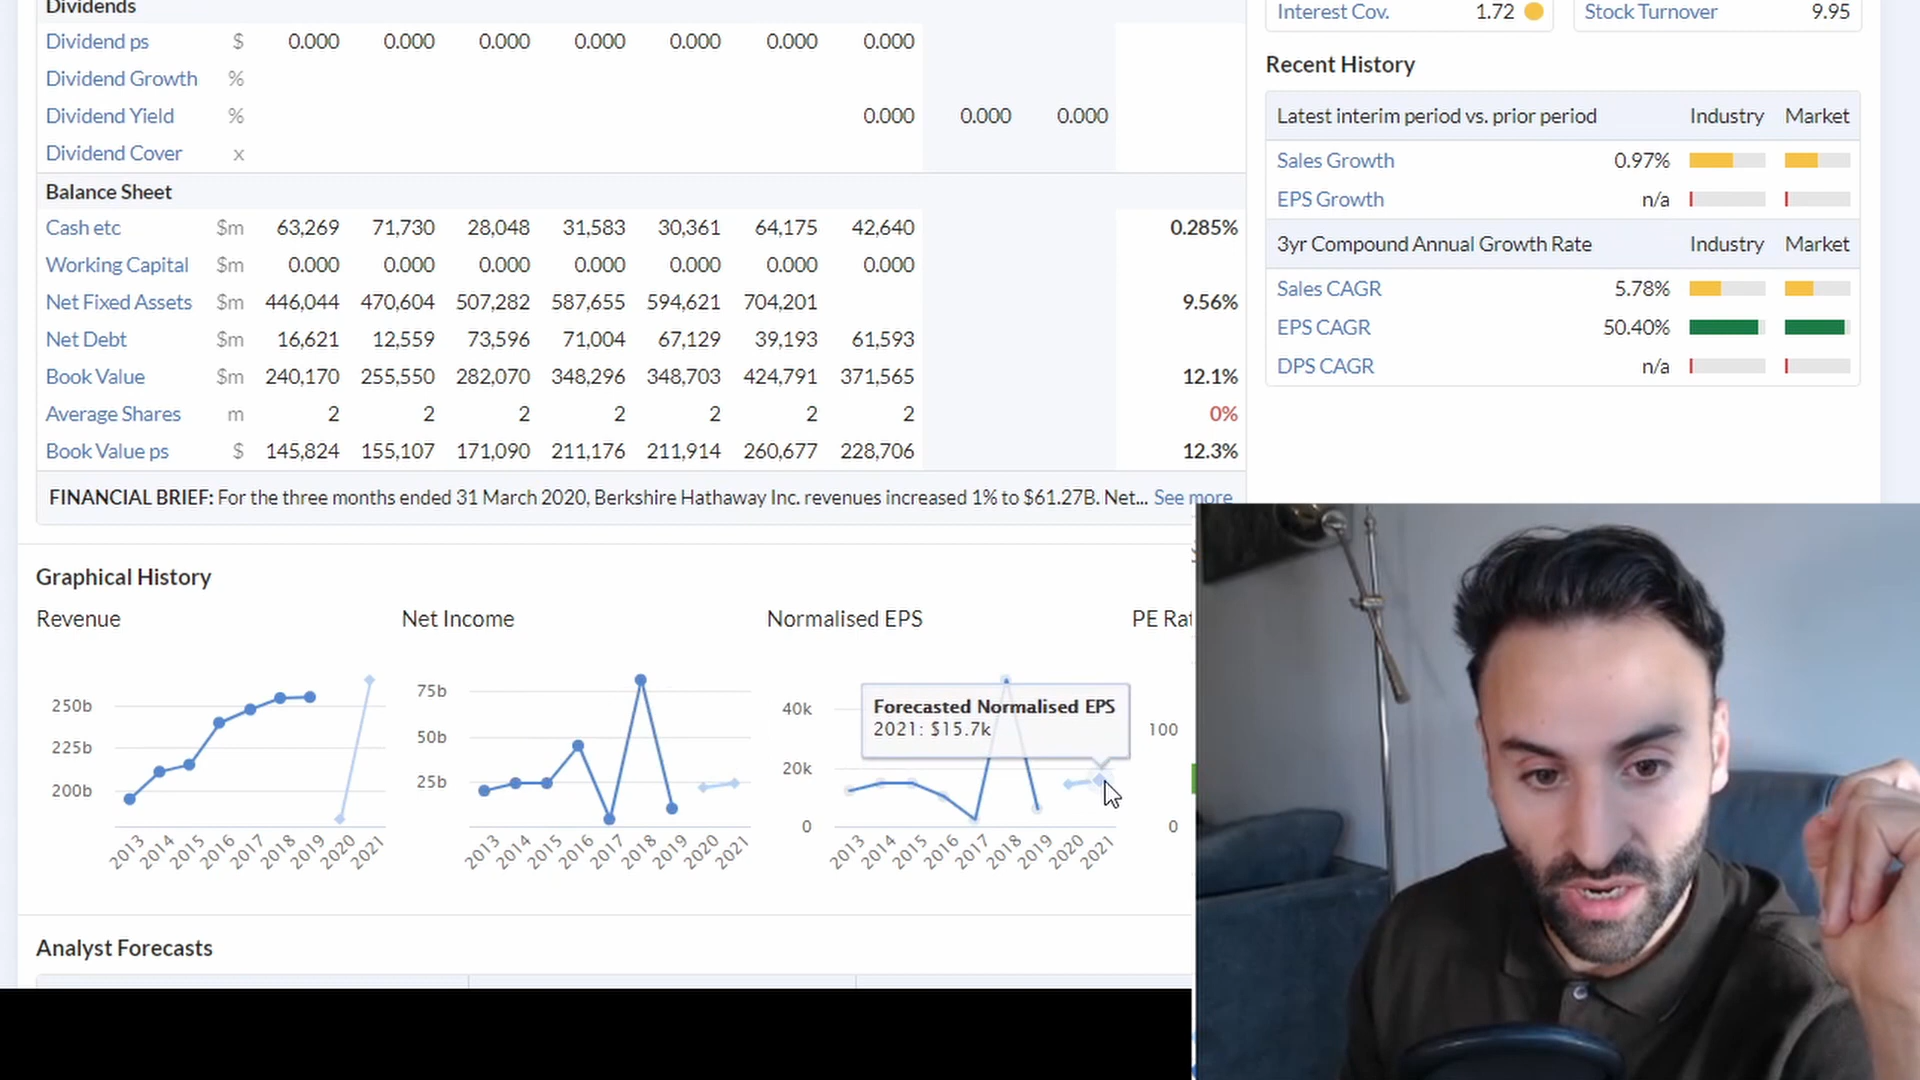 Dividends
Dividend ps $ 0.000 0.000 0.000 0.000 0.000 0.000 0.000
Dividend Growth %
Dividend Yield % 0.000 0.000 0.000
Dividend Cover x
Balance Sheet
Cash etc $m 63,269 71,730 28,048 31,583 30,361 64,175 42,640 0.285%
Working Capital $m 0.000 0.000 0.000 0.000 0.000 0.000 0.000
Net Fixed Assets $m 446,044 470,604 507,282 587,655 594,621 704,201 9.56%
Net Debt $m 16,621 12,559 73,596 71,004 67,129 39,193 61,593
Book Value $m 240,170 255,550 282,070 348,296 348,703 424,791 371,565 12.1%
Average Shares m 2 2 2 2 2 2 2 0%
Book Value ps $ 145,824 155,107 171,090 211,176 211,914 260,677 228,706 12.3%
FINANCIAL BRIEF: For the three months ended 31 March 2020, Berkshire Hathaway Inc. revenues increased 1% to $61.27B. Net... See more
Interest Cov. 1.72
Stock Turnover 9.95
Recent History
Latest interim period vs. prior period Industry Market
Sales Growth 0.97%
EPS Growth n/a
3yr Compound Annual Growth Rate Industry Market
Sales CAGR 5.78%
EPS CAGR 50.40%
DPS CAGR n/a
Graphical History
Revenue
250b
225b
200b
2013 2014 2015 2016 2017 2018 2019 2020 2021
Net Income
75b
50b
25b
2013 2014 2015 2016 2017 2018 2019 2020 2021
Normalised EPS
40k
20k
0
Forecasted Normalised EPS
2021: $15.7k
2013 2014 2015 2016 2017 2018 2019 2020 2021
PE Rat
100
0
Analyst Forecasts